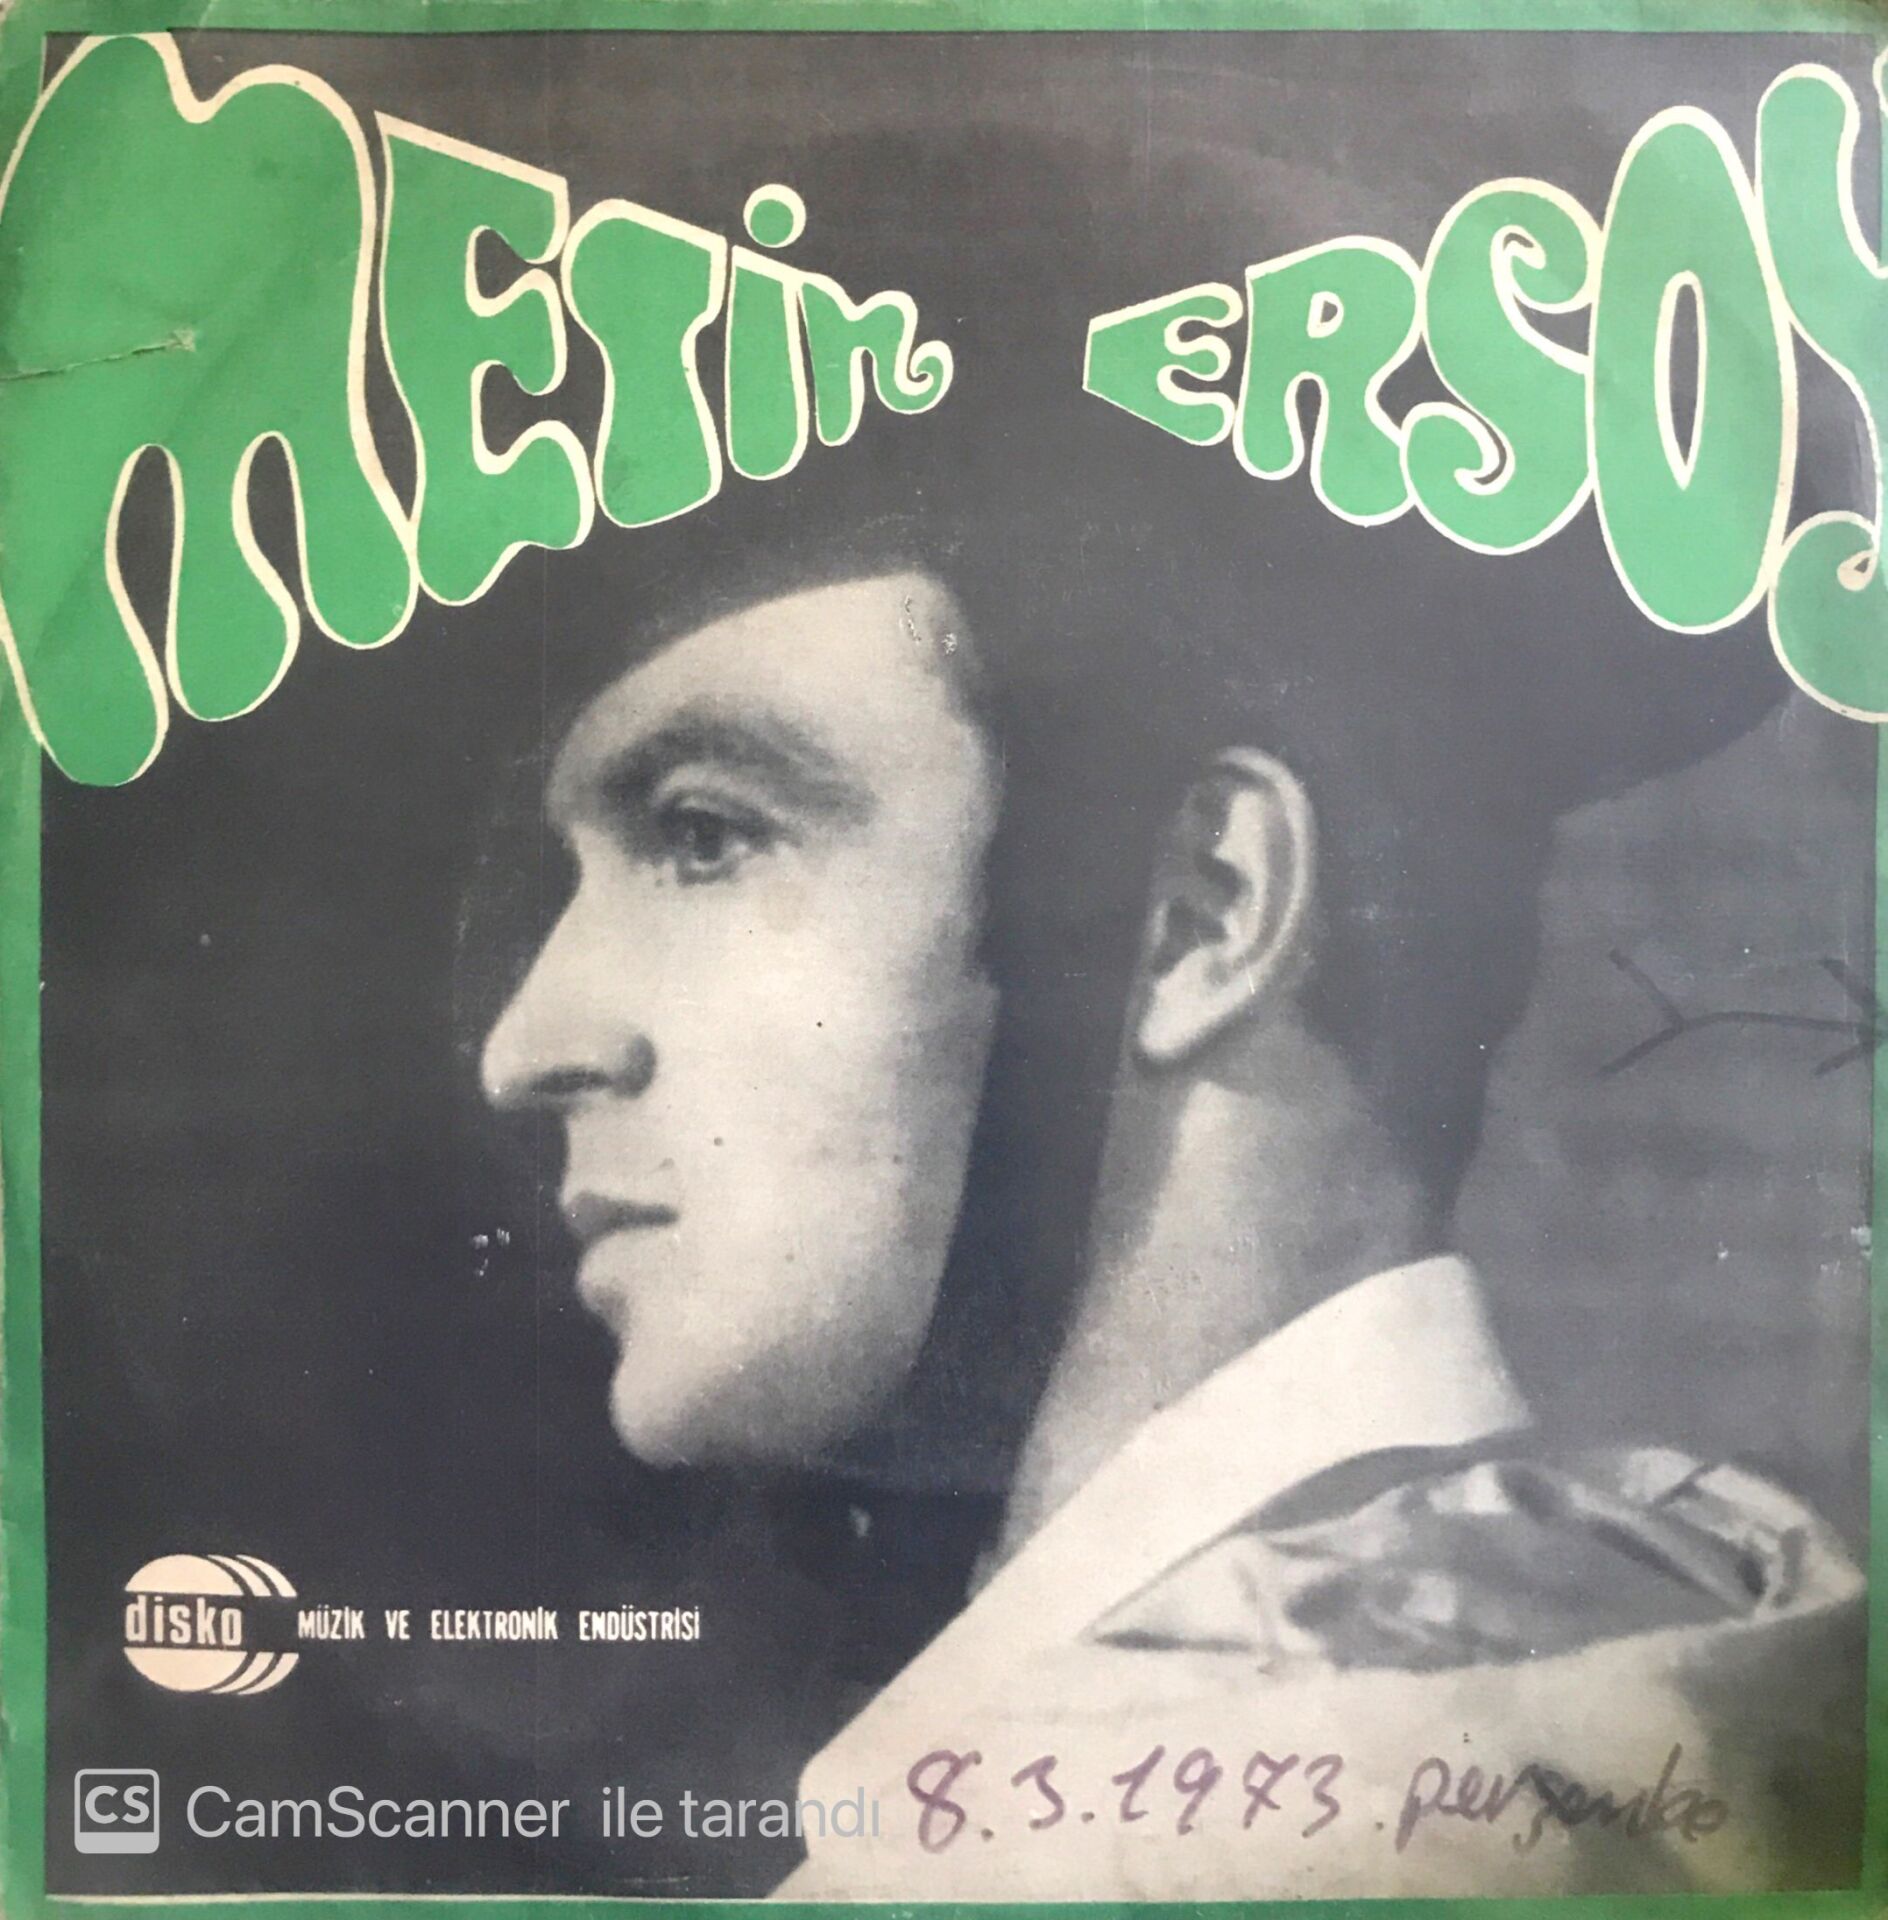 METİN ERSOY
disko MÜZİK VE ELEKTRONİK ENDÜSTRİSİ
CS CamScanner ile tarandı
8.3.1973. perşembe